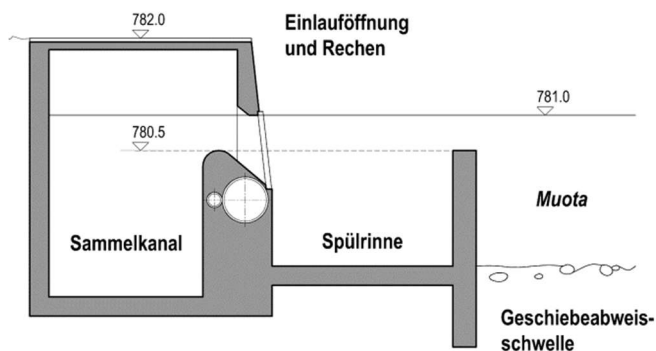 782.0
Einlauföffnung
und Rechen
781.0
780.5
Muota
Sammelkanal
Spülrinne
Geschiebeabweis-
schwelle